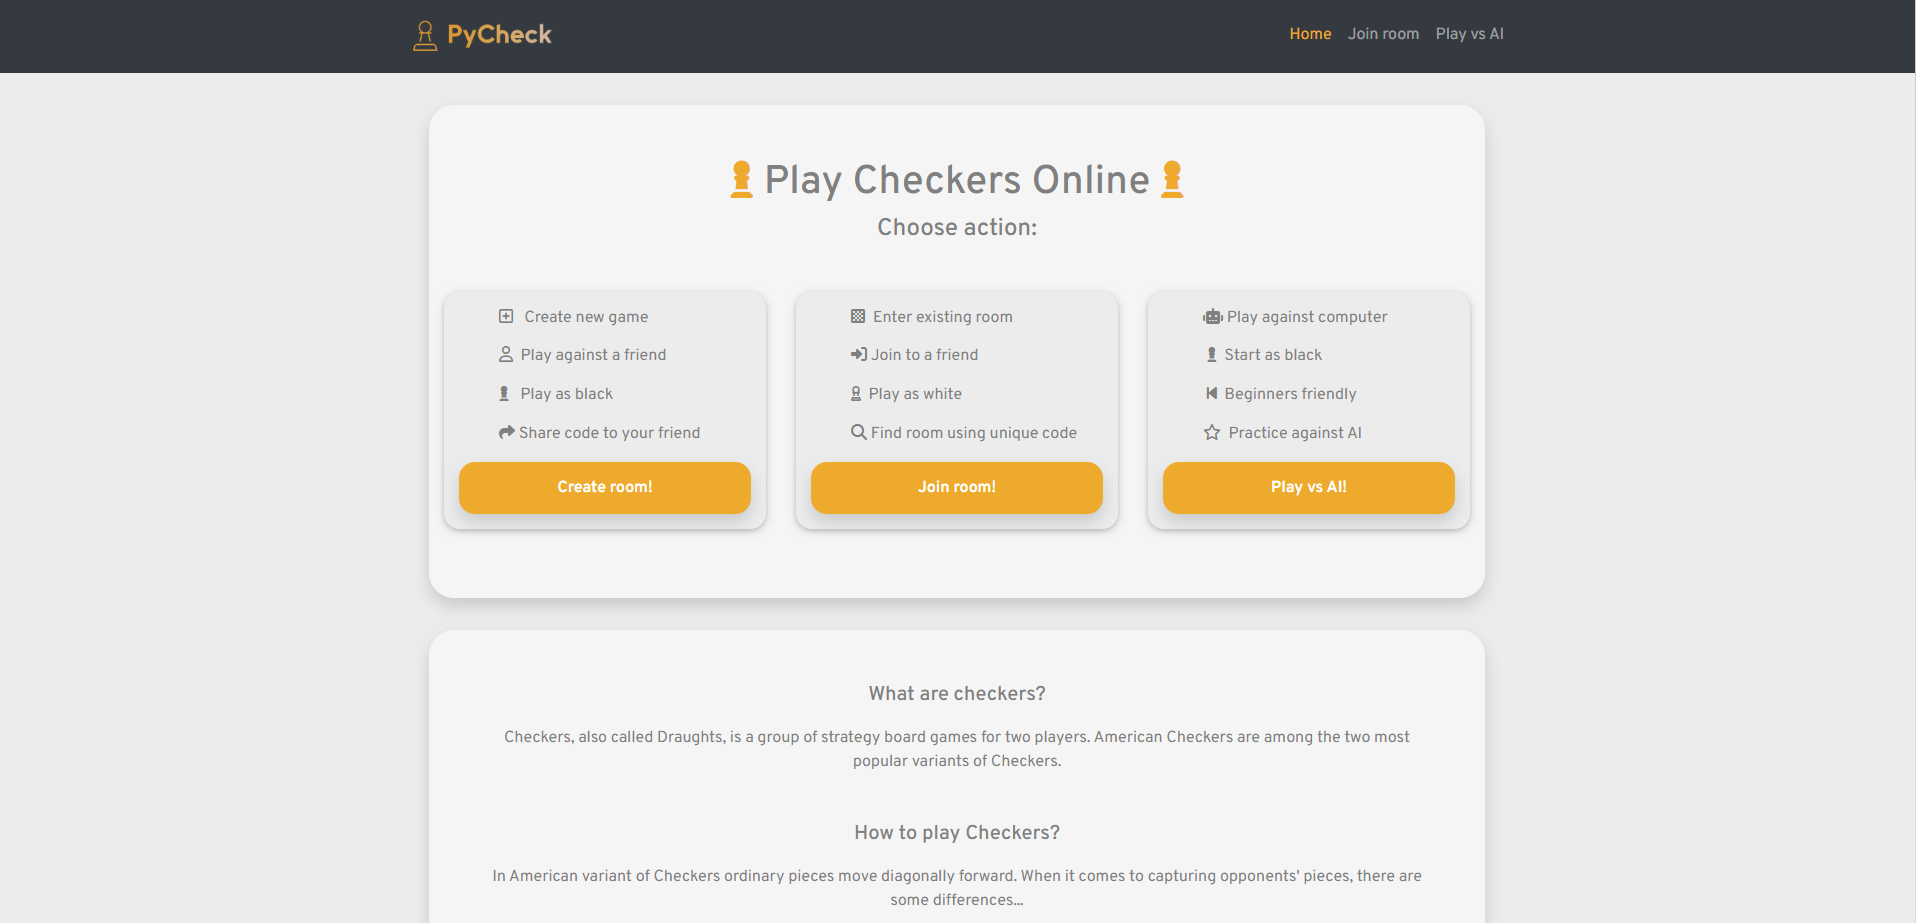 PyCheck
Home Join room Play vs AI
Play Checkers Online
Choose action:
Create new game
Play against a friend
Play as black
Share code to your friend
Create room!
Enter existing room
Join to a friend
Play as white
Find room using unique code
Join room!
Play against computer
Start as black
Beginners friendly
Practice against AI
Play vs AI!
What are checkers?
Checkers, also called Draughts, is a group of strategy board games for two players. American Checkers are among the two most
popular variants of Checkers.
How to play Checkers?
In American variant of Checkers ordinary pieces move diagonally forward. When it comes to capturing opponents' pieces, there are
some differences...